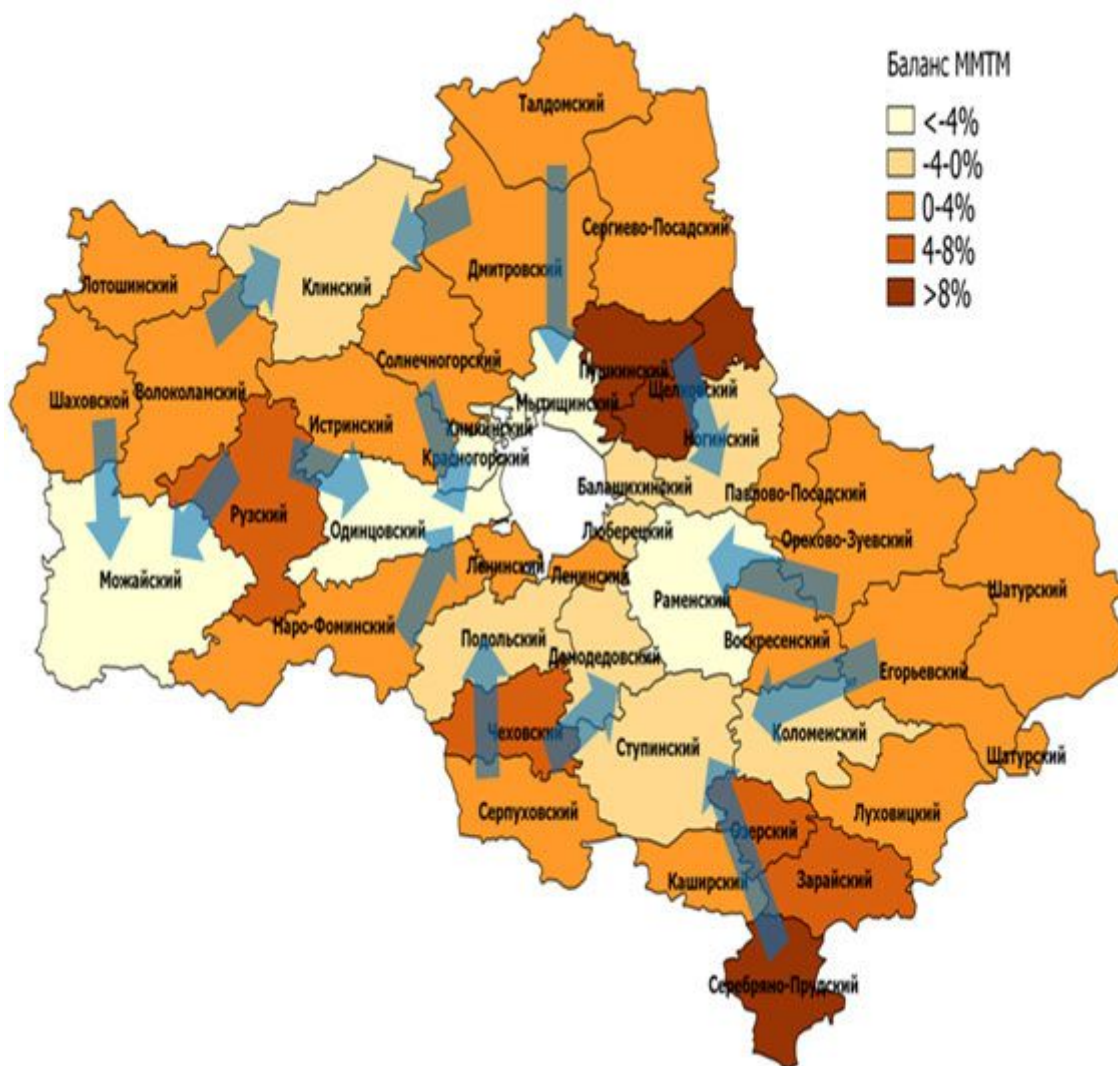 Баланс ММТМ
<-4%
-4-0%
0-4%
4-8%
>8%
Талдомский
Сергиево-Посадский
Дмитровский
Клинский
Лотошинский
Солнечногорский
Пушкинский
Щелковский
Шаховской
Волоколамский
Мытищинский
Истринский
Химкинский
Ногинский
Красногорский
Балашихинский
Павлово-Посадский
Рузский
Одинцовский
Люберецкий
Орехово-Зуевский
Можайский
Ленинский
Ленинский
Шатурский
Раменский
Наро-Фоминский
Подольский
Воскресенский
Домодедовский
Егорьевский
Чеховский
Ступинский
Коломенский
Шатурский
Серпуховский
Озерский
Луховицкий
Каширский
Зарайский
Серебряно-Прудский